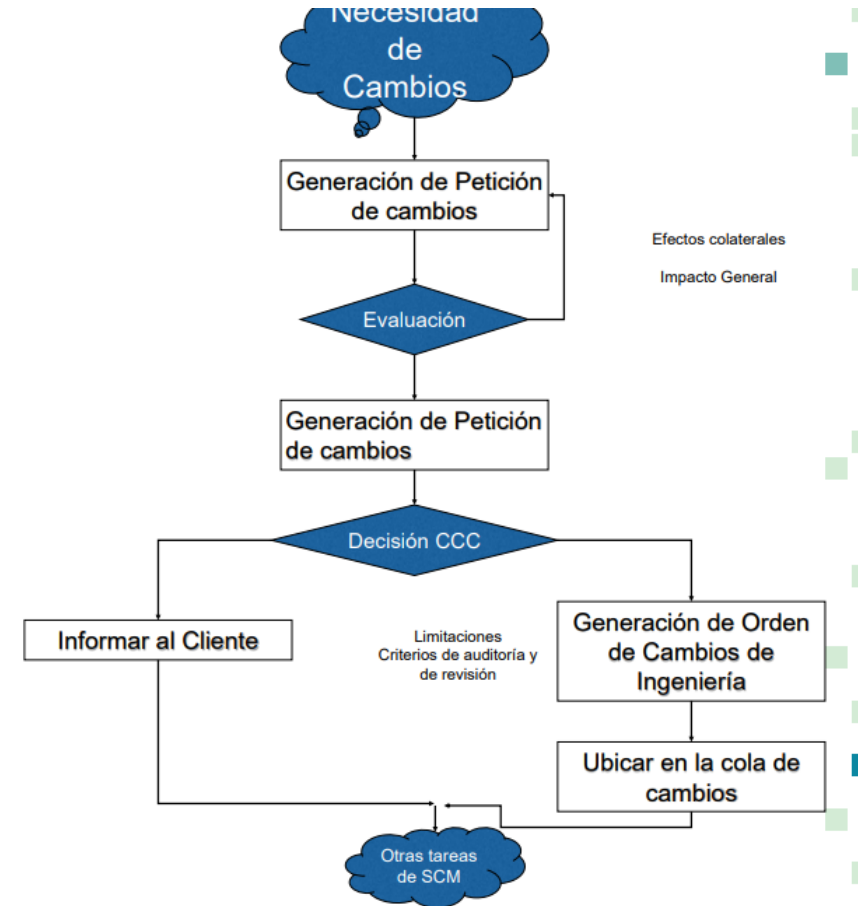 Necesidad
de
Cambios
Generación de Petición
de cambios
Efectos colaterales
Impacto General
Evaluación
Generación de Petición
de cambios
Decisión CCC
Informar al Cliente
Limitaciones
Criterios de auditoría y
de revisión
Generación de Orden
de Cambios de
Ingeniería
Ubicar en la cola de
cambios
Otras tareas
de SCM